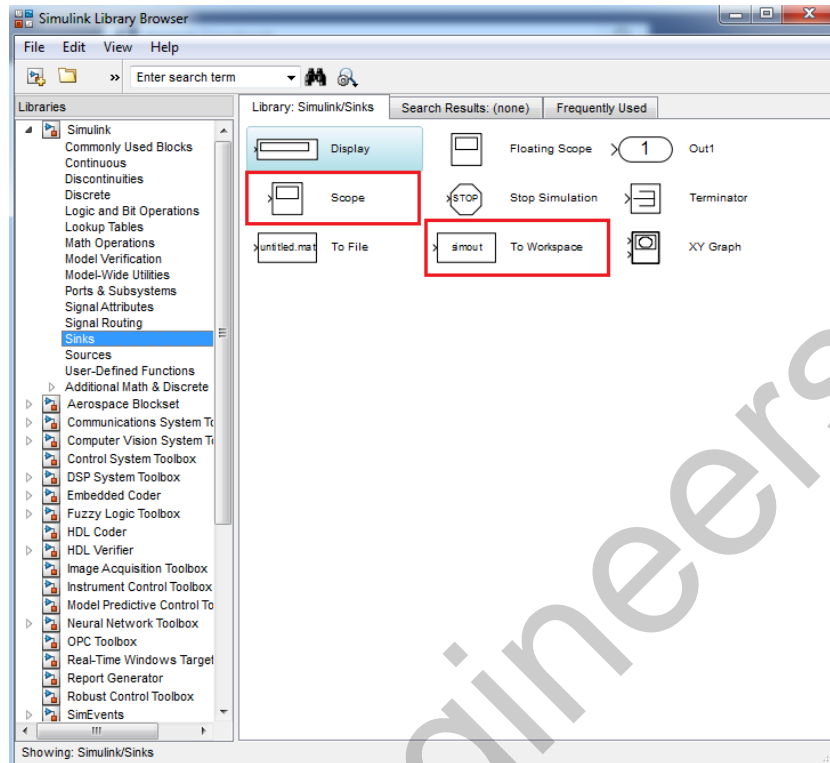 Simulink Library Browser
File Edit View Help
» Enter search term
Libraries
Library: Simulink/Sinks Search Results: (none) Frequently Used
Simulink
Commonly Used Blocks
Continuous
Discontinuities
Discrete
Logic and Bit Operations
Lookup Tables
Math Operations
Model Verification
Model-Wide Utilities
Ports & Subsystems
Signal Attributes
Signal Routing
Sinks
Sources
User-Defined Functions
Additional Math & Discrete
Aerospace Blockset
Communications System To
Computer Vision System To
Control System Toolbox
DSP System Toolbox
Embedded Coder
Fuzzy Logic Toolbox
HDL Coder
HDL Verifier
Image Acquisition Toolbox
Instrument Control Toolbox
Model Predictive Control To
Neural Network Toolbox
OPC Toolbox
Real-Time Windows Target
Report Generator
Robust Control Toolbox
SimEvents
Display Floating Scope 1 Out1
Scope STOP Stop Simulation Terminator
untitled.mat To File simout To Workspace XY Graph
Showing: Simulink/Sinks
gineers